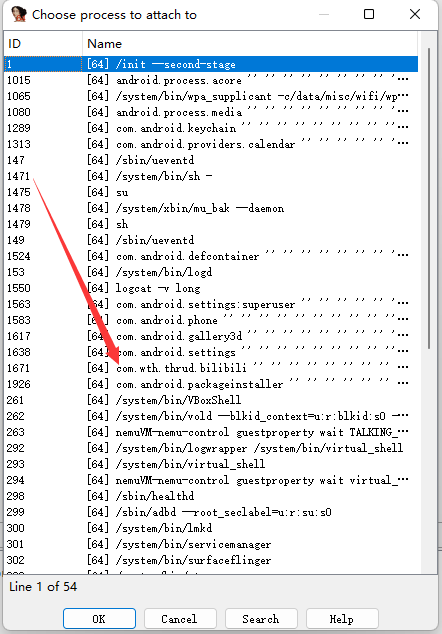 Choose process to attach to
ID Name
1 [64] /init --second-stage
1015 [64] android.process.acore '' '' '' '' '' '' '' '···
1065 [64] /system/bin/wpa_supplicant -c/data/misc/wifi/wp···
1080 [64] android.process.media '' '' '' '' '' '' '' '···
1289 [64] com.android.keychain '' '' '' '' '' '' '' '···
1313 [64] com.android.providers.calendar '' '' '' '' '···
147 [64] /sbin/ueventd
1471 [64] /system/bin/sh -
1475 [64] su
1478 [64] /system/xbin/mu_bak --daemon
1479 [64] sh
149 [64] /sbin/ueventd
1524 [64] com.android.defcontainer '' '' '' '' '' '' '···
153 [64] /system/bin/logd
1550 [64] logcat -v long
1563 [64] com.android.settings:superuser '' '' '' '' '···
1583 [64] com.android.phone '' '' '' '' '' '' '' '' '···
1617 [64] com.android.gallery3d '' '' '' '' '' '' '' '···
1638 [64] com.android.settings '' '' '' '' '' '' '' '···
1671 [64] com.wth.thrud.bilibili '' '' '' '' '' '' '···
1926 [64] com.android.packageinstaller '' '' '' '' '' '···
261 [64] /system/bin/VBoxShell
262 [64] /system/bin/vold --blkid_context=u:r:blkid:s0 -···
263 [64] nemuVM-nemu-control guestproperty wait TALKING_···
292 [64] /system/bin/logwrapper /system/bin/virtual_shell
293 [64] /system/bin/virtual_shell
294 [64] nemuVM-nemu-control guestproperty wait virtual_···
298 [64] /sbin/healthd
299 [64] /sbin/adbd --root_seclabel=u:r:su:s0
300 [64] /system/bin/lmkd
301 [64] /system/bin/servicemanager
302 [64] /system/bin/surfaceflinger
Line 1 of 54
OK Cancel Search Help